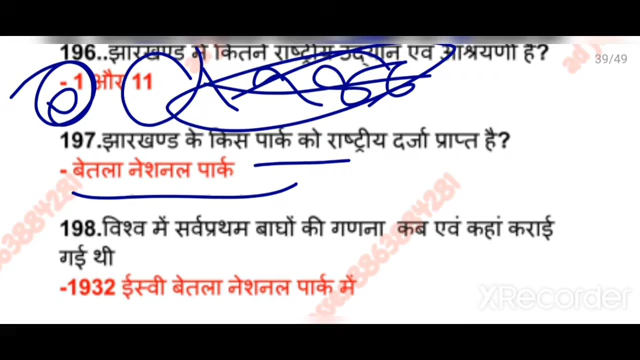 196..झारखण्ड में कितने राष्ट्रीय उद्यान एवं आश्रयणी है?
- 1 और 11
39/49
197.झारखण्ड के किस पार्क को राष्ट्रीय दर्जा प्राप्त है?
- बेतला नेशनल पार्क
198.विश्व में सर्वप्रथम बाघों की गणना कब एवं कहां कराई
गई थी
-1932 ईस्वी बेतला नेशनल पार्क में
XRecorder